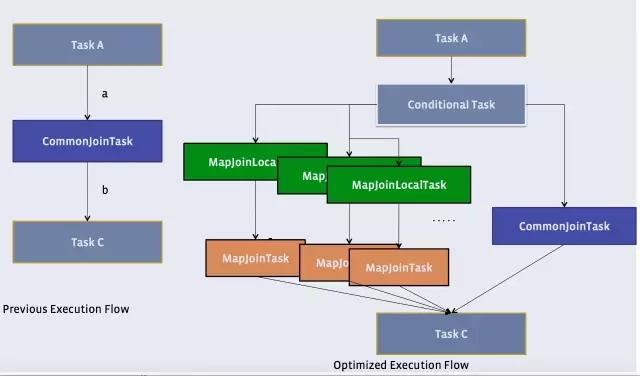 Task A
a
CommonJoinTask
b
Task C
Previous Execution Flow
Task A
Conditional Task
MapJoinLoca
MapJ
MapJoinLocalTask
.....
CommonJoinTask
MapJoinTask
MapJo
MapJoinTask
Task C
Optimized Execution Flow